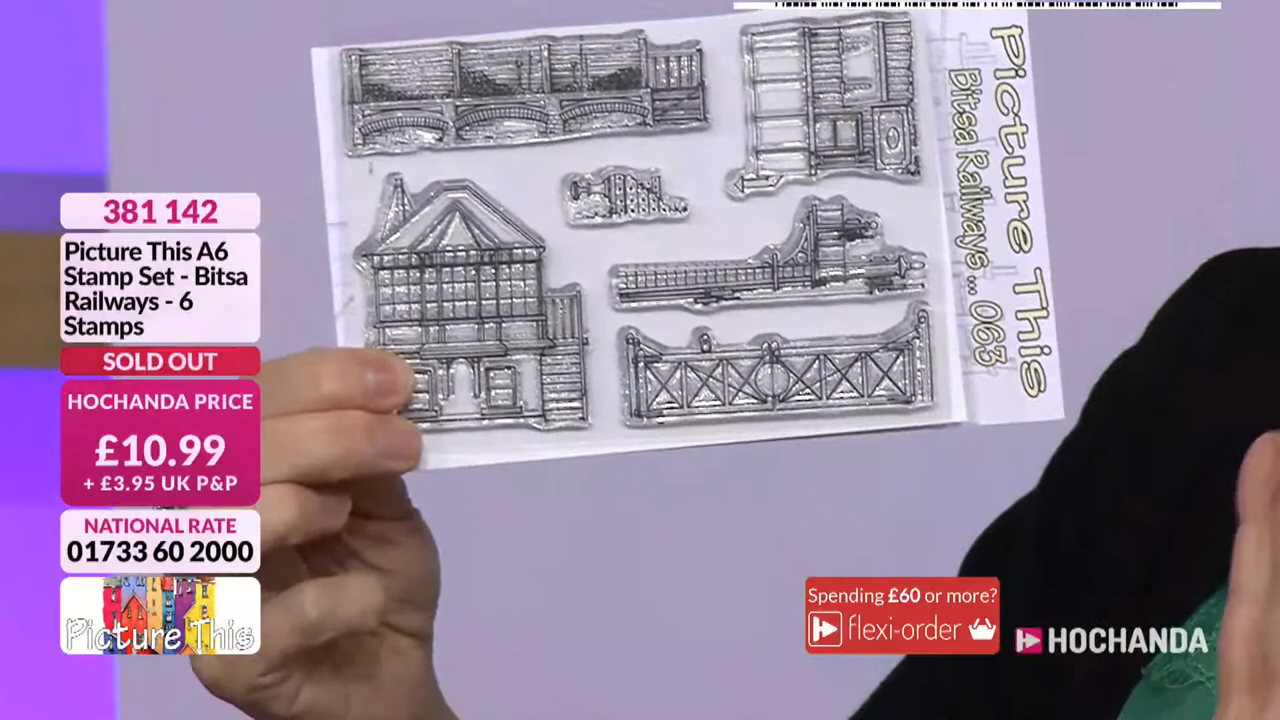 Picture This
Bitsa Railways ... 063
381 142
Picture This A6
Stamp Set - Bitsa
Railways - 6
Stamps
SOLD OUT
HOCHANDA PRICE
£10.99
+ £3.95 UK P&P
NATIONAL RATE
01733 60 2000
Picture This
Spending £60 or more?
flexi-order
HOCHANDA